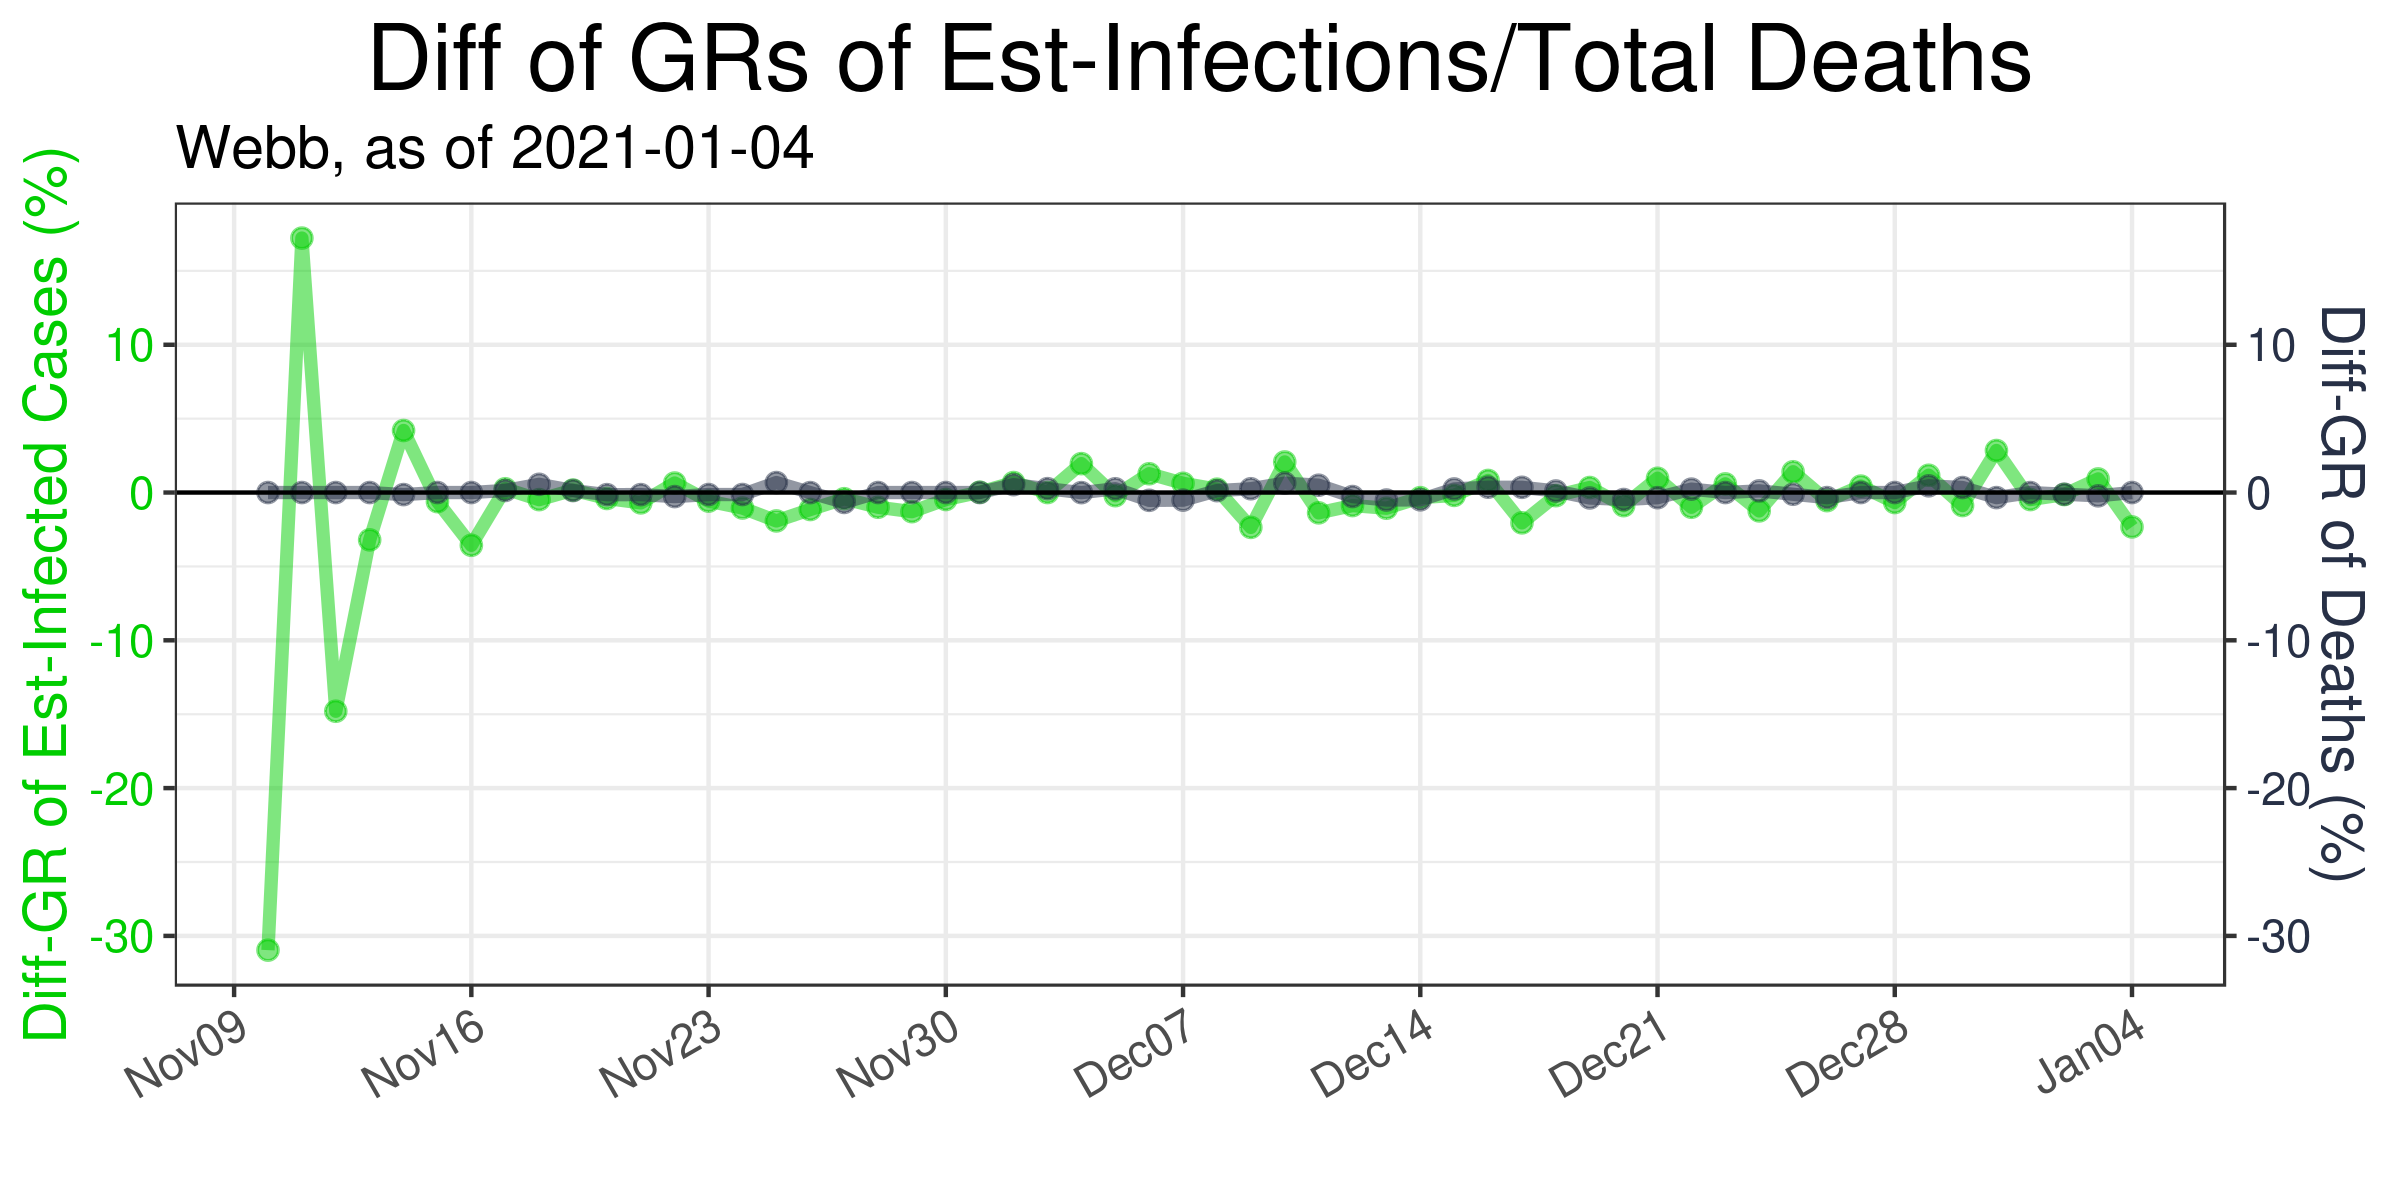 Diff of GRs of Est-Infections/Total Deaths
Webb, as of 2021-01-04
Diff-GR of Est-Infected Cases (%)
10
0
-10
-20
-30
10
0
-10
-20
-30
Diff-GR of Deaths (%)
Nov09
Nov16
Nov23
Nov30
Dec07
Dec14
Dec21
Dec28
Jan04